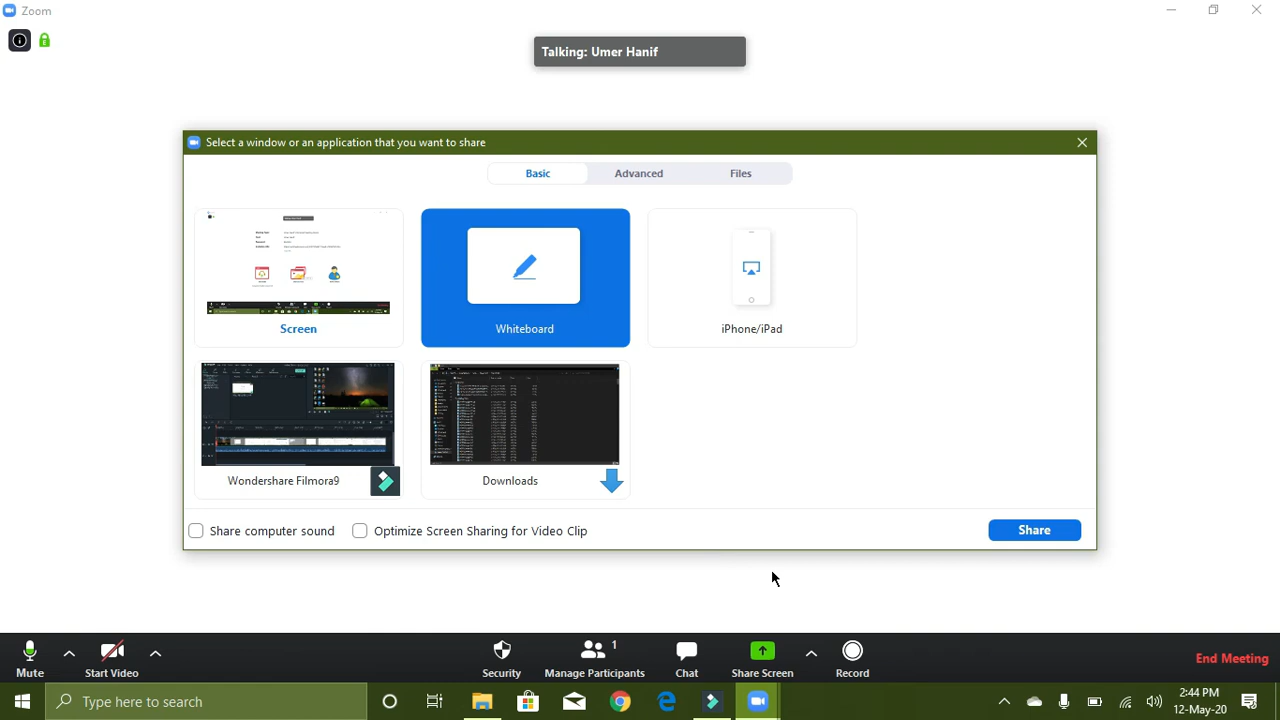 Zoom
Talking: Umer Hanif
Select a window or an application that you want to share
Basic
Advanced
Files
Screen
Whiteboard
iPhone/iPad
Wondershare Filmora9
Downloads
Share computer sound
Optimize Screen Sharing for Video Clip
Share
Mute
Start Video
Security
Manage Participants
1
Chat
Share Screen
Record
End Meeting
Type here to search
2:44 PM
12-May-20